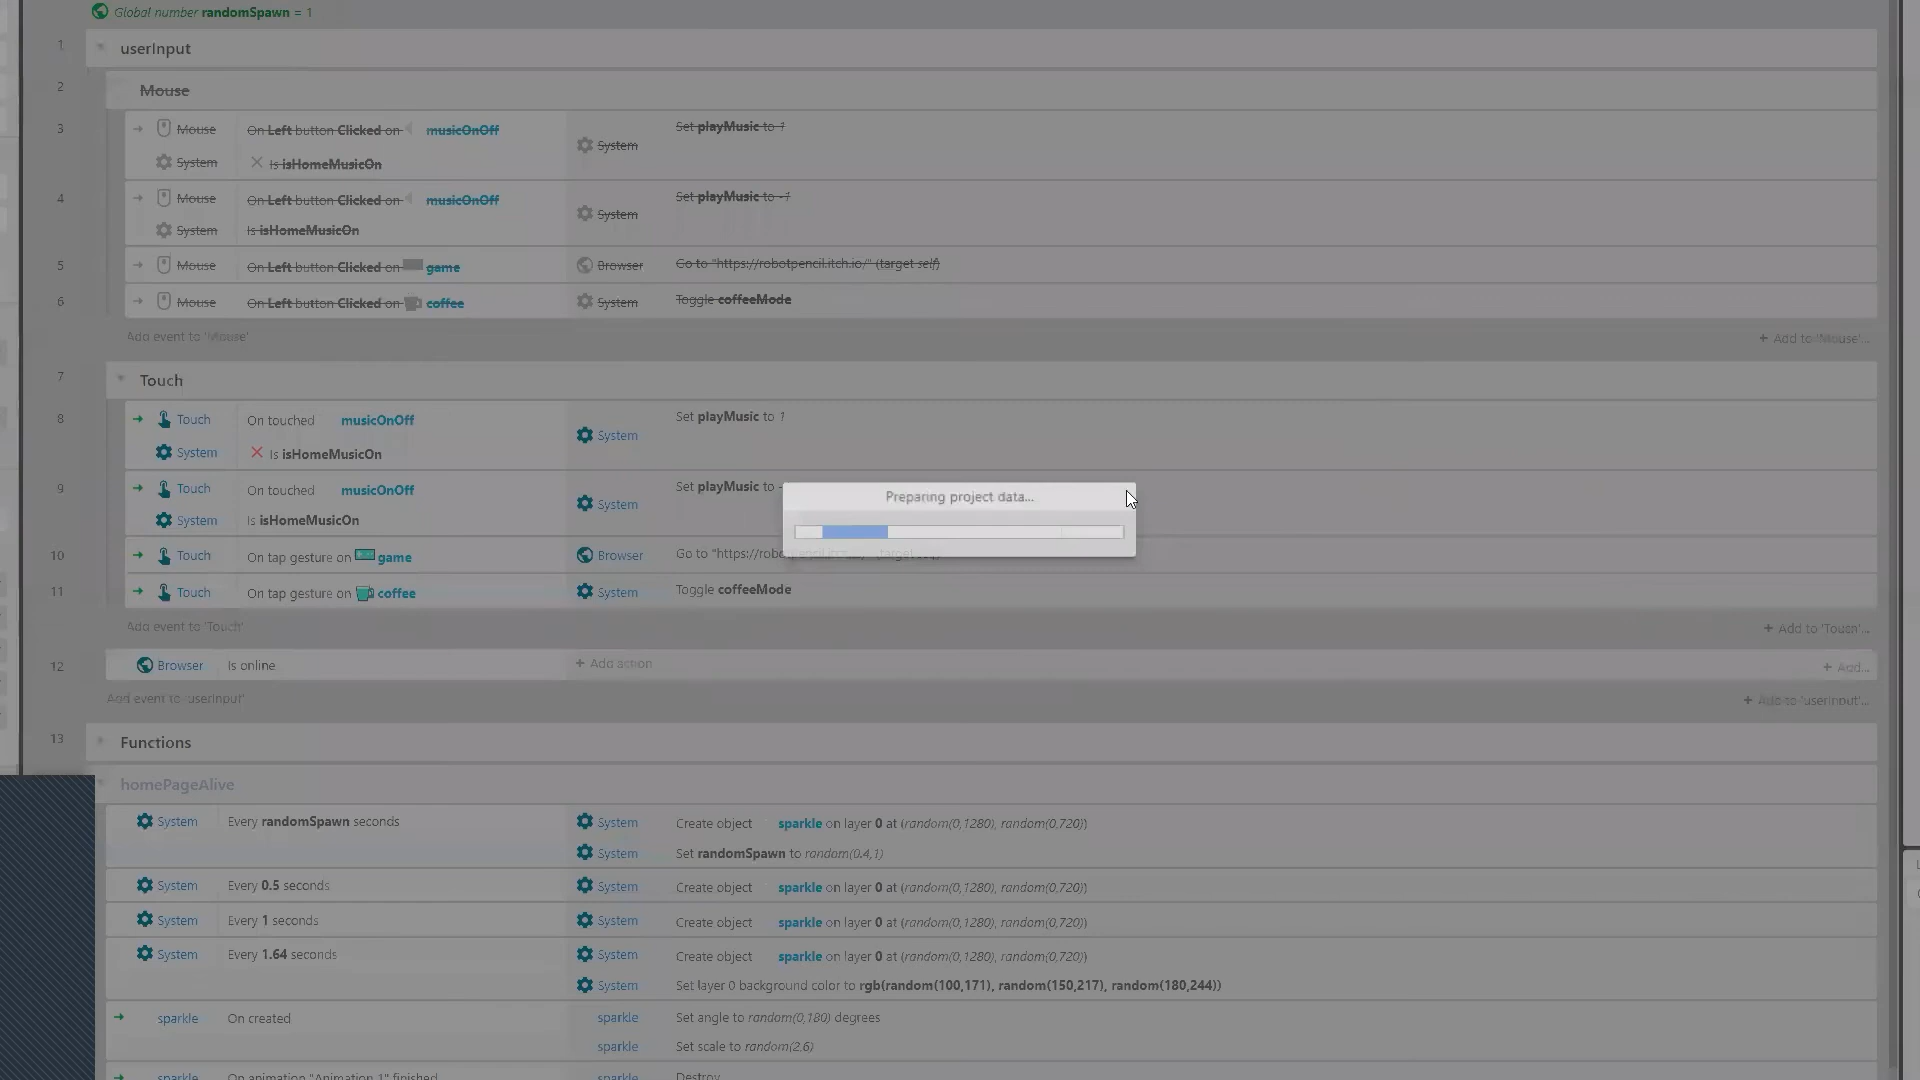 Global number randomSpawn = 1
1 userInput
2 Mouse
3 Mouse On Left button Clicked on musicOnOff Set playMusic to 1
System
System Is isHomeMusicOn
4 Mouse On Left button Clicked on musicOnOff Set playMusic to -1
System
System Is isHomeMusicOn
5 Mouse On Left button Clicked on game Browser Go to "https://robotpencil.itch.io/" (target self)
6 Mouse On Left button Clicked on coffee System Toggle coffeeMode
Add event to 'Mouse' + Add to 'Mouse'...
7 Touch
8 Touch On touched musicOnOff Set playMusic to 1
System
System Is isHomeMusicOn
9 Touch On touched musicOnOff Set playMusic to -
System
System Is isHomeMusicOn
Preparing project data...
10 Touch On tap gesture on game Browser Go to "https://
11 Touch On tap gesture on coffee System Toggle coffeeMode
Add event to 'Touch' + Add to 'Touch'...
12 Browser Is online + Add action + Add...
Add event to 'userInput' + Add to 'userInput'...
13 Functions
homePageAlive
System Every randomSpawn seconds System Create object sparkle on layer 0 at (random(0,1280), random(0,720))
System Set randomSpawn to random(0.4,1)
System Every 0.5 seconds System Create object sparkle on layer 0 at (random(0,1280), random(0,720))
System Every 1 seconds System Create object sparkle on layer 0 at (random(0,1280), random(0,720))
System Every 1.64 seconds System Create object sparkle on layer 0 at (random(0,1280), random(0,720))
System Set layer 0 background color to rgb(random(100,171), random(150,217), random(180,244))
sparkle On created sparkle Set angle to random(0,180) degrees
sparkle Set scale to random(2,6)
sparkle On animation "Animation 1" finished sparkle Destroy